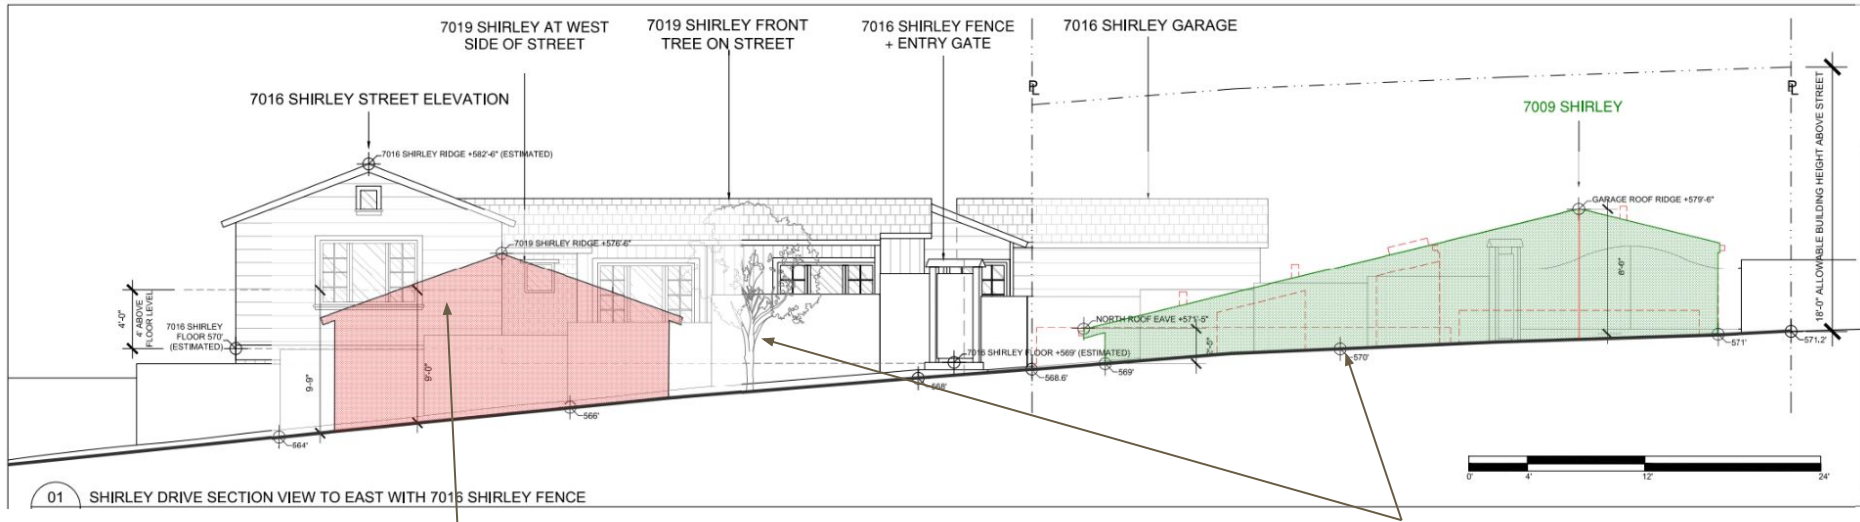 7019 SHIRLEY AT WEST
SIDE OF STREET
7019 SHIRLEY FRONT
TREE ON STREET
7016 SHIRLEY FENCE
+ ENTRY GATE
7016 SHIRLEY GARAGE
7016 SHIRLEY STREET ELEVATION
PL
PL
7009 SHIRLEY
7016 SHIRLEY RIDGE +582'-6" (ESTIMATED)
GARAGE ROOF RIDGE +579'-6"
18'-0" ALLOWABLE BUILDING HEIGHT ABOVE STREET
7019 SHIRLEY RIDGE +576'-6"
8'-6"
4'-0"
4' ABOVE
FLOOR LEVEL
7016 SHIRLEY
FLOOR 570'
(ESTIMATED)
NORTH ROOF EAVE +571'-5"
7016 SHIRLEY FLOOR +569' (ESTIMATED)
9'-9"
9'-0"
564'
566'
568'
568.6'
569'
570'
571'
571.2'
0'
4'
12'
24'
01
SHIRLEY DRIVE SECTION VIEW TO EAST WITH 7016 SHIRLEY FENCE